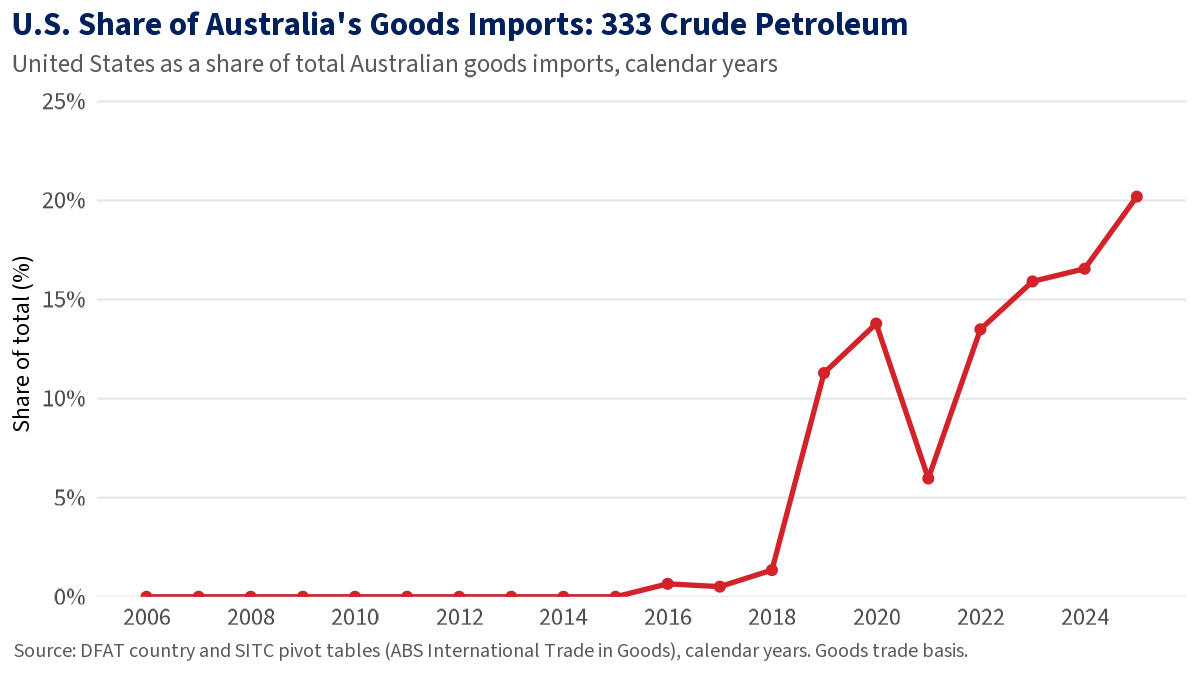 U.S. Share of Australia's Goods Imports: 333 Crude Petroleum
United States as a share of total Australian goods imports, calendar years
Share of total (%)
25%
20%
15%
10%
5%
0%
2006 2008 2010 2012 2014 2016 2018 2020 2022 2024
Source: DFAT country and SITC pivot tables (ABS International Trade in Goods), calendar years. Goods trade basis.